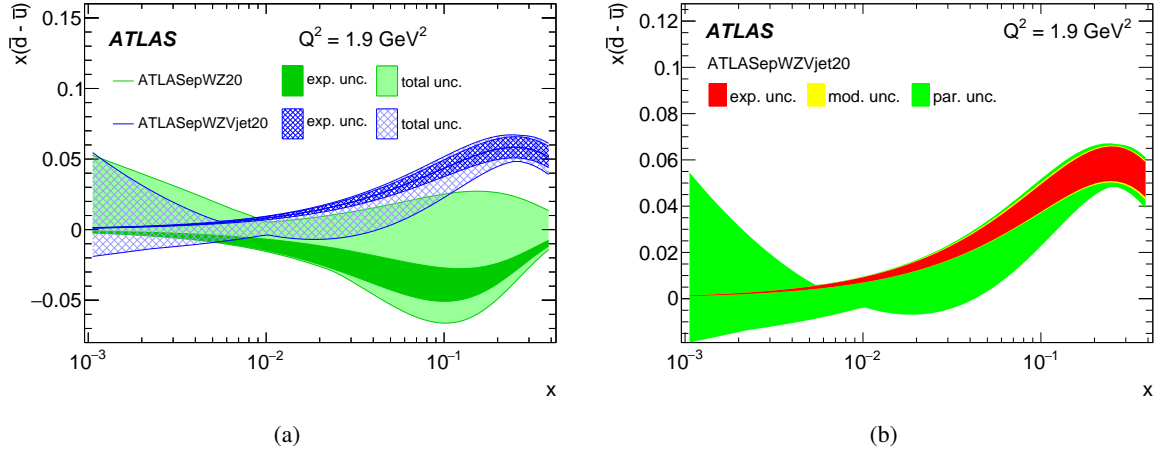 x(d̅ - u̅)
0.15
0.1
0.05
0
−0.05
ATLAS
Q² = 1.9 GeV²
ATLASepWZ20 exp. unc. total unc.
ATLASepWZVjet20 exp. unc. total unc.
10⁻³ 10⁻² 10⁻¹
x
(a)
x(d̅ - u̅)
0.12
0.1
0.08
0.06
0.04
0.02
0
ATLAS
Q² = 1.9 GeV²
ATLASepWZVjet20
exp. unc. mod. unc. par. unc.
10⁻³ 10⁻² 10⁻¹
x
(b)